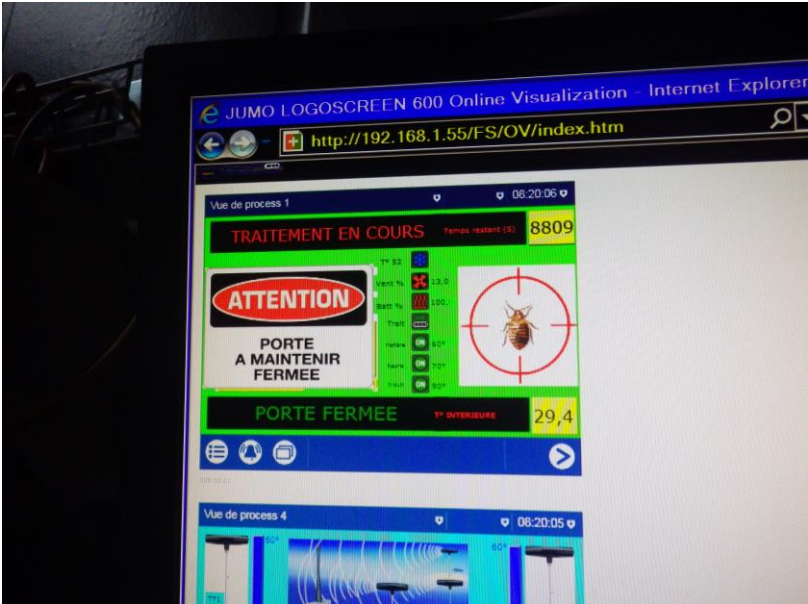 JUMO LOGOSCREEN 600 Online Visualization - Internet Explorer
http://192.168.1.55/FS/OV/index.htm
Vue de process 1
08:20:06
TRAITEMENT EN COURS
Temps restant (S)
8809
ATTENTION
PORTE
A MAINTENIR
FERMEE
T° S2
Vent %
13,0
Batt %
100,
Trait
ON
60°
ON
70°
ON
PORTE FERMEE
T° INTERIEURE
29,4
Vue de process 4
08:20:05
60°
60°